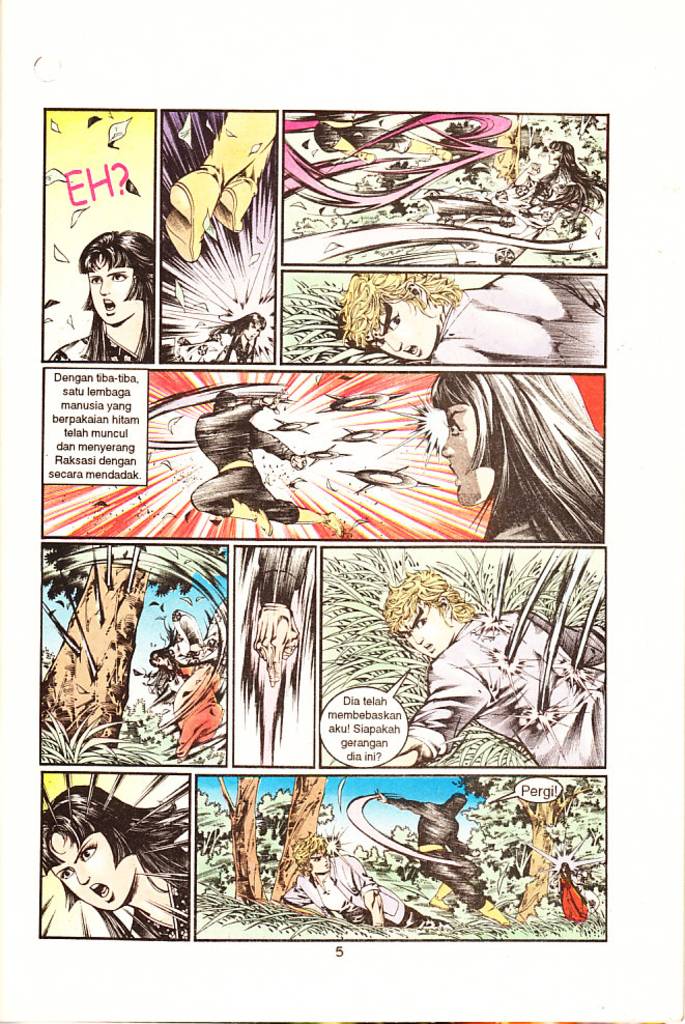 EH?
Dengan tiba-tiba,
satu lembaga
manusia yang
berpakaian hitam
telah muncul
dan menyerang
Raksasi dengan
secara mendadak.
Dia telah
membebaskan
aku! Siapakah
gerangan
dia ini?
Pergi!
5